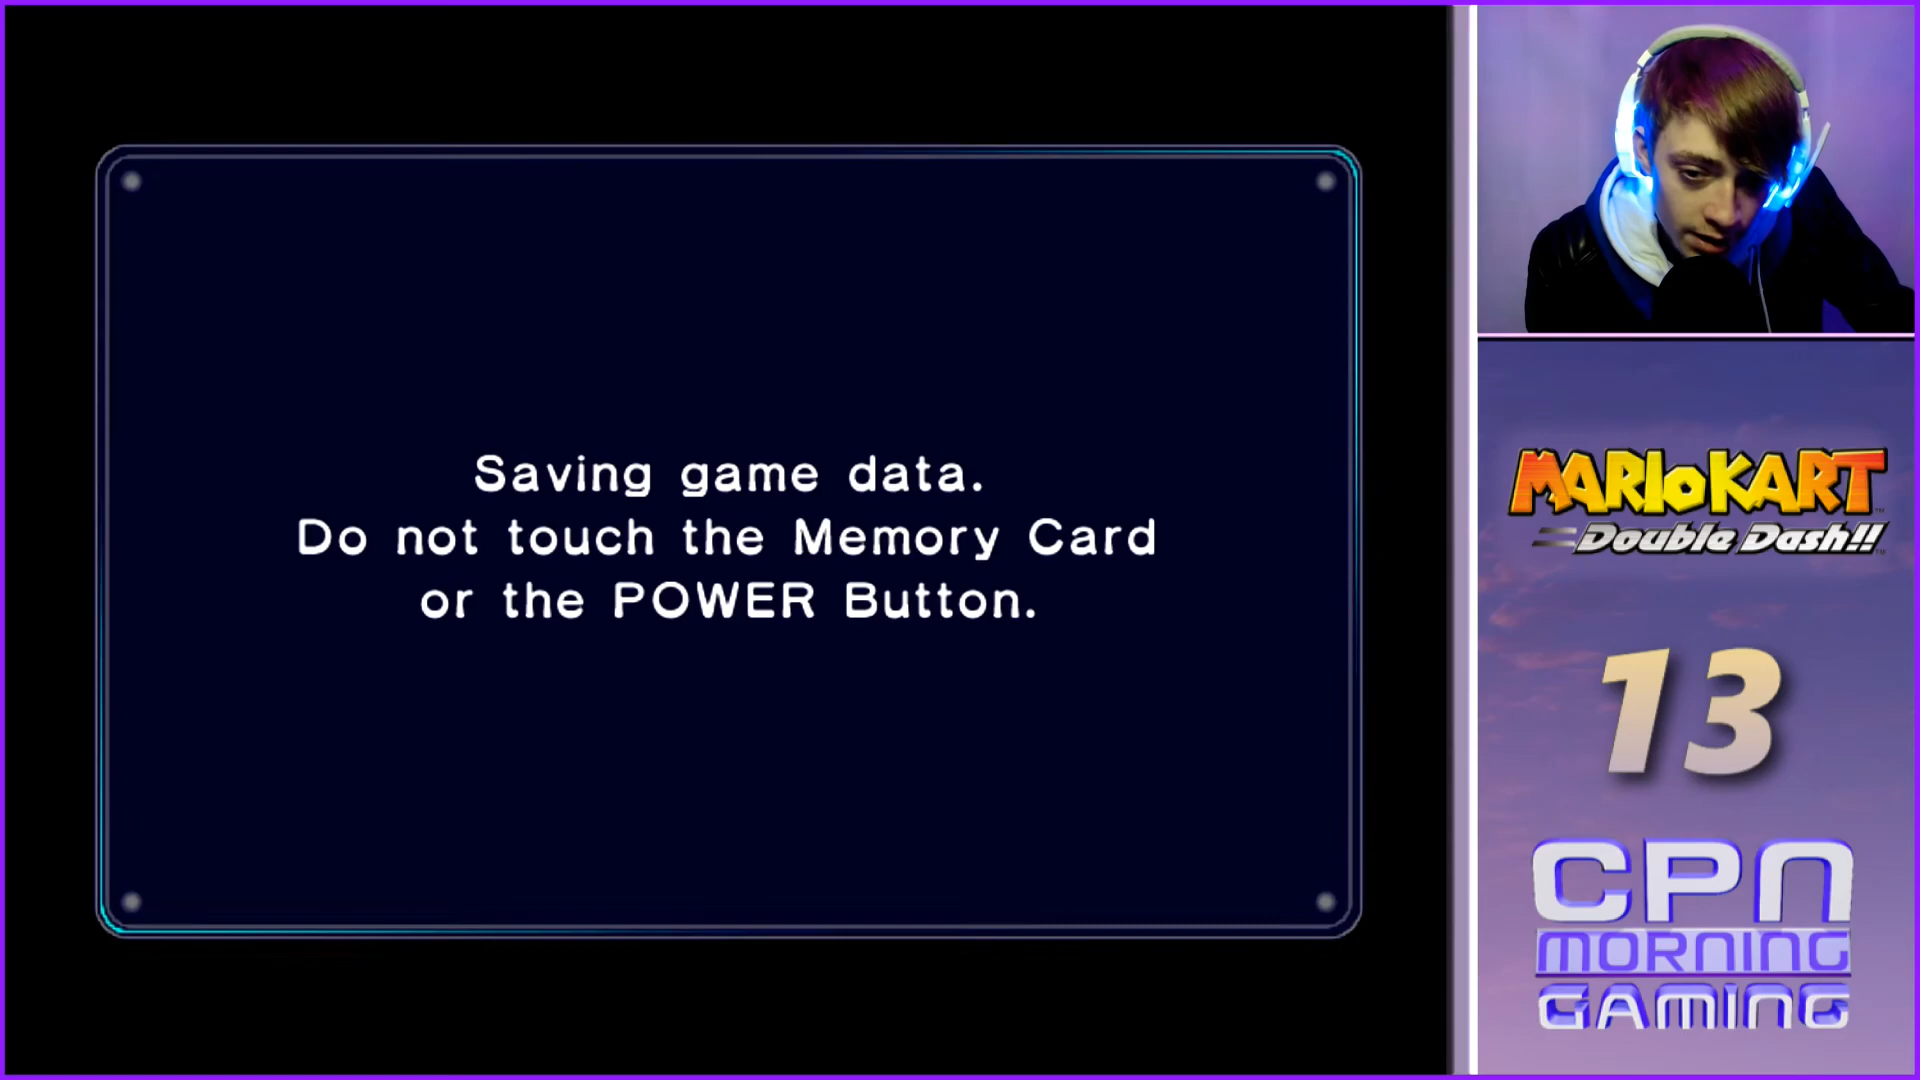 Saving game data.
Do not touch the Memory Card
or the POWER Button.
MARIOKART
Double Dash!!
13
CPN
MORNING
GAMING